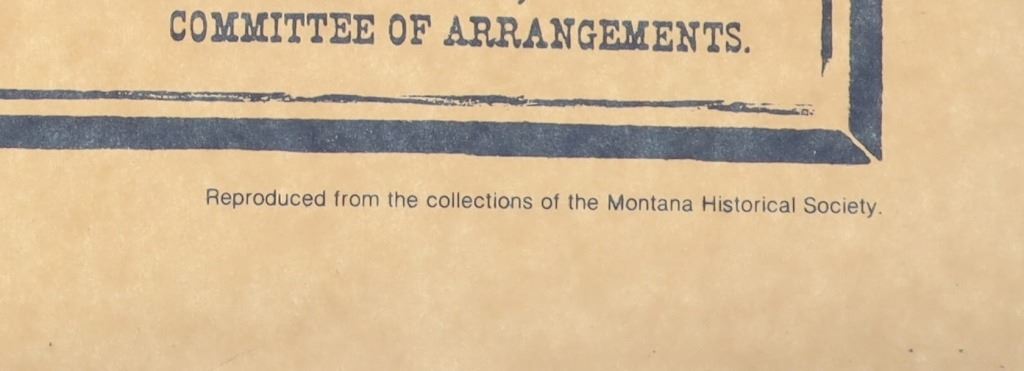 COMMITTEE OF ARRANGEMENTS.
Reproduced from the collections of the Montana Historical Society.